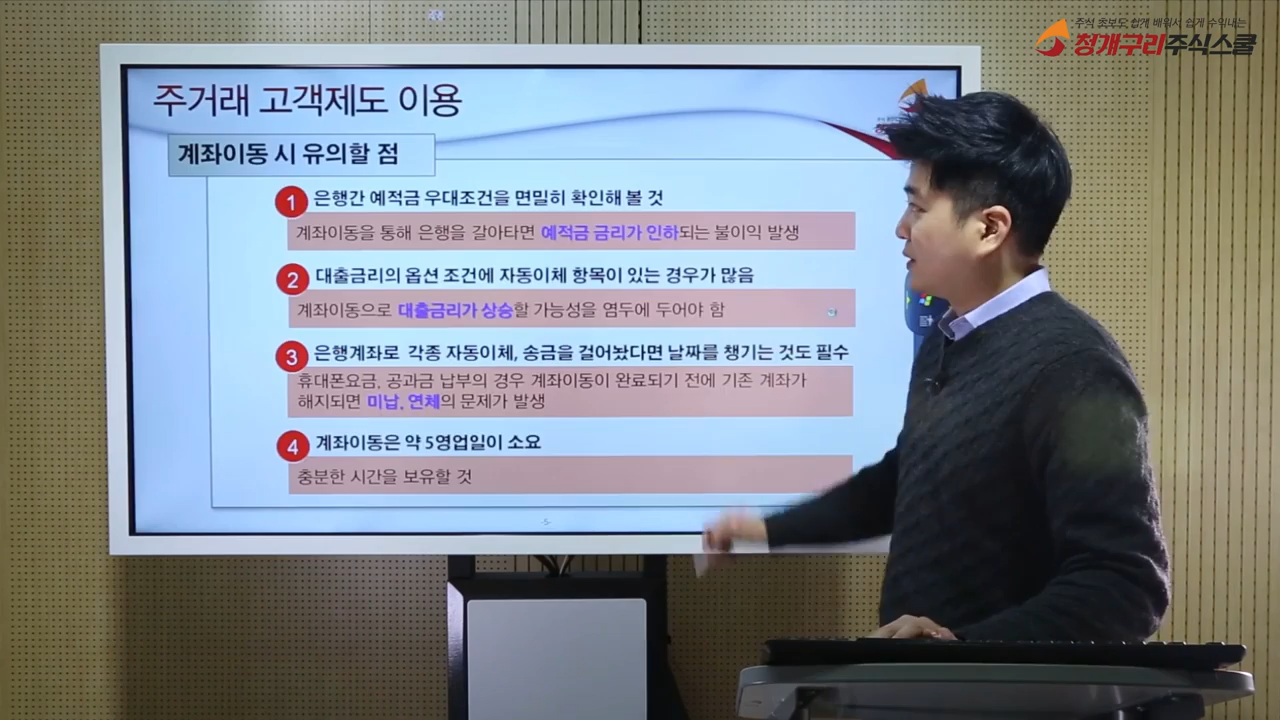 주식 초보도 쉽게 배워서 쉽게 수익내는
청개구리주식스쿨
주거래 고객제도 이용
계좌이동 시 유의할 점
1 은행간 예적금 우대조건을 면밀히 확인해 볼 것
계좌이동을 통해 은행을 갈아타면 예적금 금리가 인하되는 불이익 발생
2 대출금리의 옵션 조건에 자동이체 항목이 있는 경우가 많음
계좌이동으로 대출금리가 상승할 가능성을 염두에 두어야 함
3 은행계좌로 각종 자동이체, 송금을 걸어놨다면 날짜를 챙기는 것도 필수
휴대폰요금, 공과금 납부의 경우 계좌이동이 완료되기 전에 기존 계좌가
해지되면 미납, 연체의 문제가 발생
4 계좌이동은 약 5영업일이 소요
충분한 시간을 보유할 것
-5-